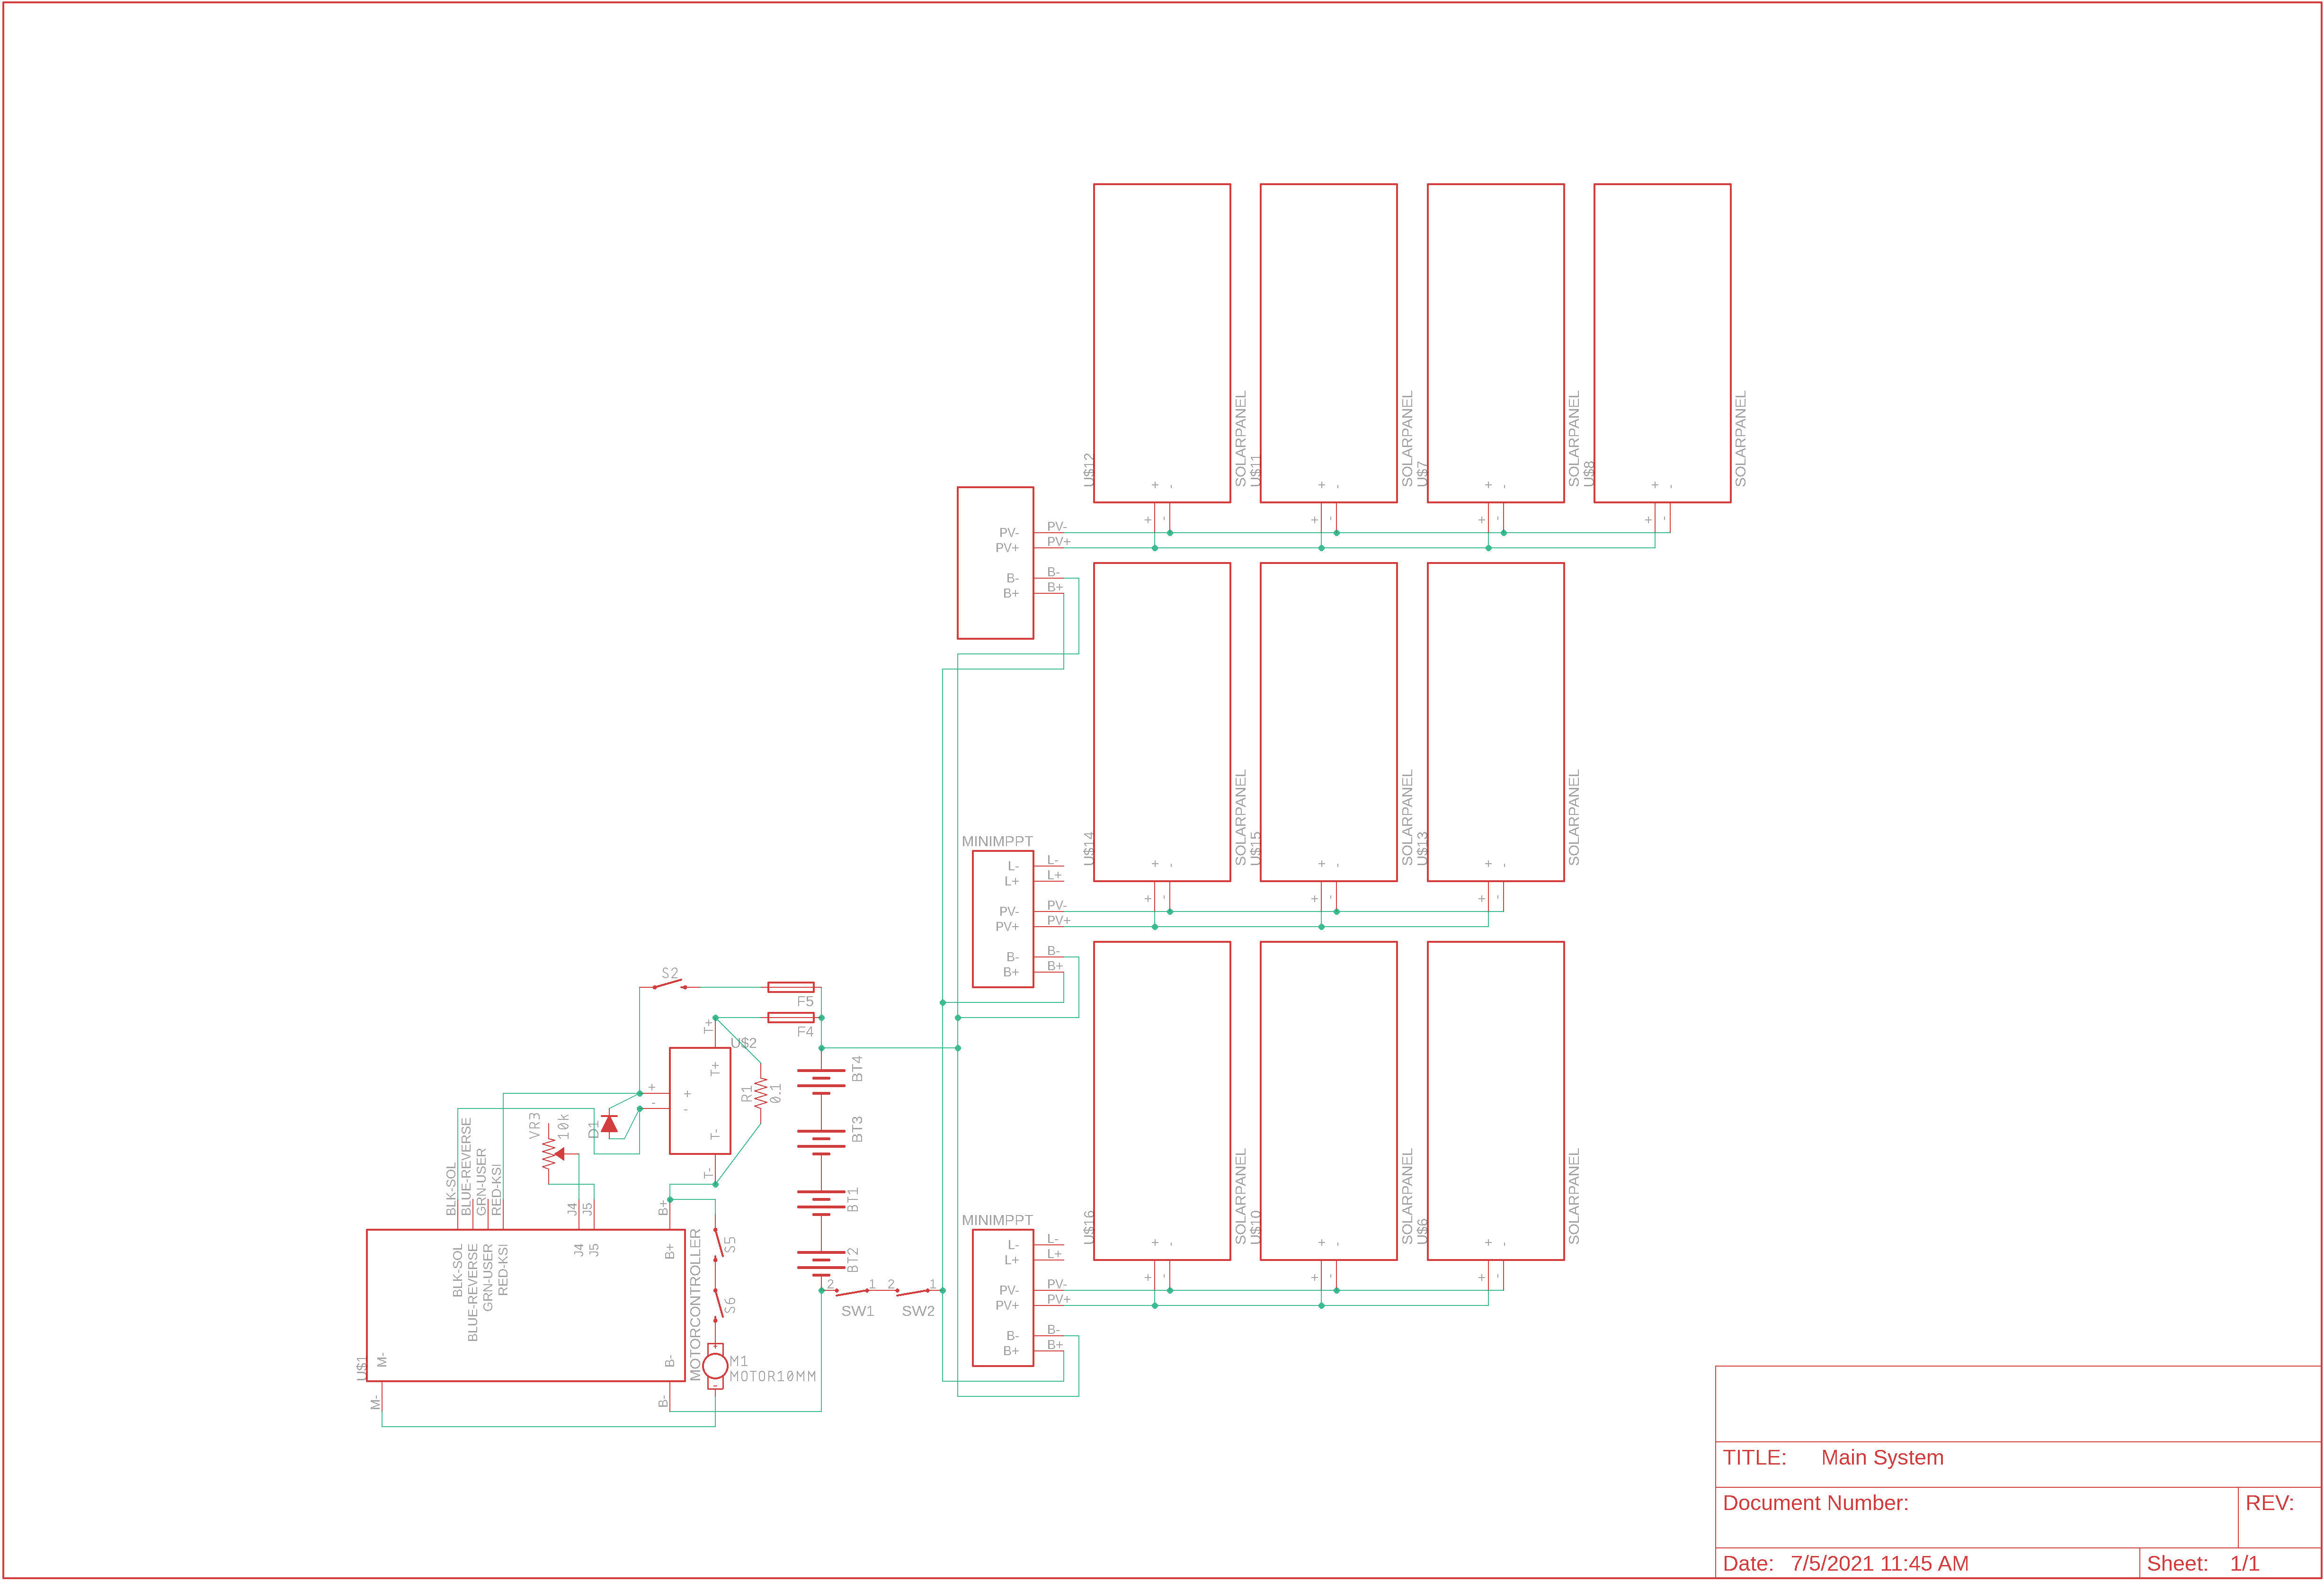 SOLARPANEL
SOLARPANEL
SOLARPANEL
SOLARPANEL
U$12
U$11
U$7
U$8
+ -
+ -
+ -
+ -
+ -
+ -
+ -
+ -
PV- PV-
PV+ PV+
B- B-
B+ B+
SOLARPANEL
SOLARPANEL
SOLARPANEL
U$14
U$15
U$13
MINIMPPT
L- L-
L+ L+
+ -
+ -
+ -
+ -
+ -
+ -
PV- PV-
PV+ PV+
B- B-
B+ B+
S2
F5
F4
T+
U$2
T+
+
-
+
-
T-
T-
R1
0.1
BT4
BT3
BT1
BT2
VR3
10k
D1
BLK-SOL
BLUE-REVERSE
GRN-USER
RED-KSI
J4
J5
B+
BLK-SOL
BLUE-REVERSE
GRN-USER
RED-KSI
J4
J5
B+
MOTORCONTROLLER
S5
S6
2 1 2 1
SW1 SW2
U$1
M-
B-
M-
B-
+
-
M1
MOTOR10MM
SOLARPANEL
SOLARPANEL
SOLARPANEL
U$16
U$10
U$6
MINIMPPT
L- L-
L+ L+
+ -
+ -
+ -
+ -
+ -
+ -
PV- PV-
PV+ PV+
B- B-
B+ B+
TITLE: Main System
Document Number:
REV:
Date: 7/5/2021 11:45 AM
Sheet: 1/1